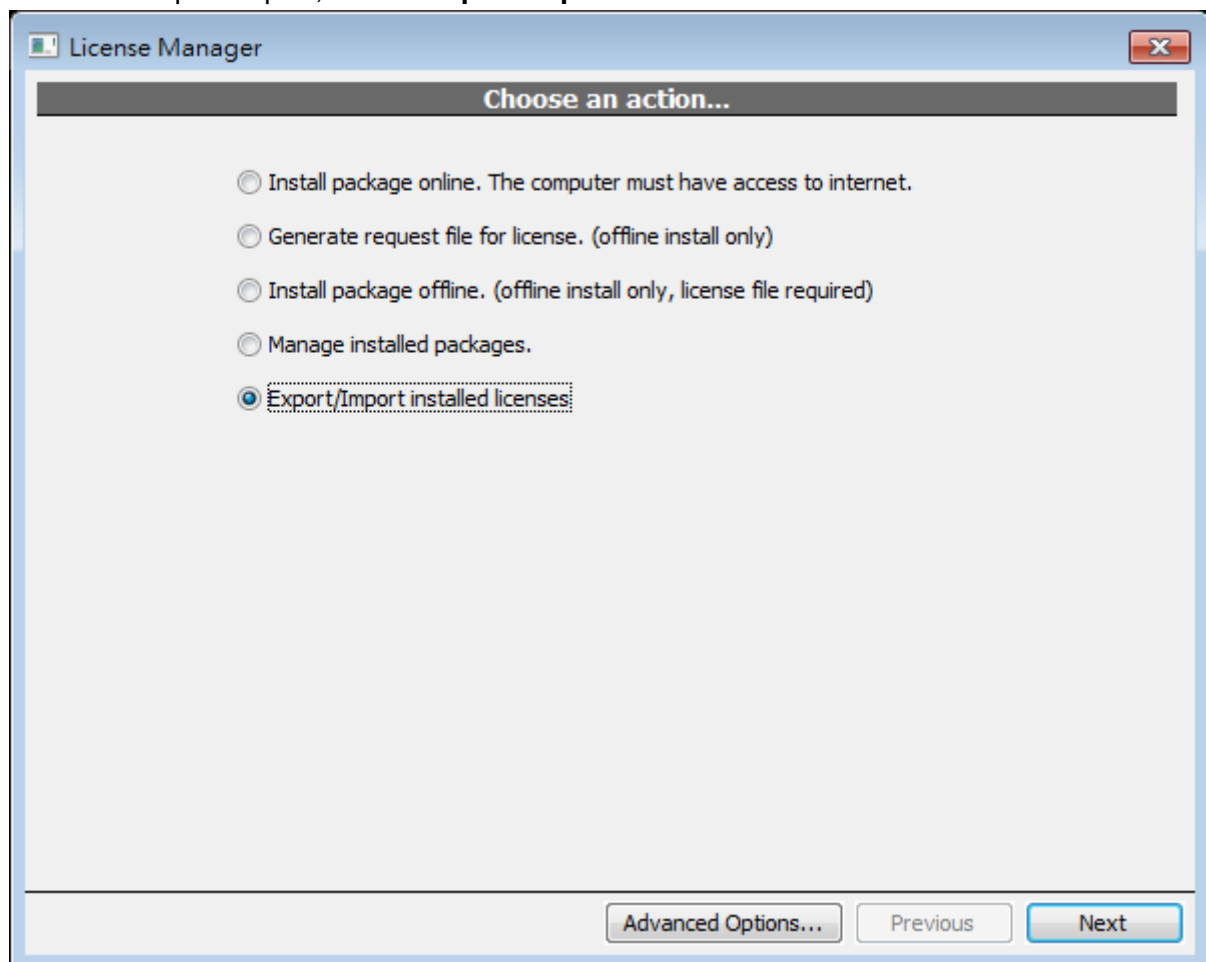 License Manager
Choose an action...
Install package online. The computer must have access to internet.
Generate request file for license. (offline install only)
Install package offline. (offline install only, license file required)
Manage installed packages.
Export/Import installed licenses
Advanced Options... Previous Next